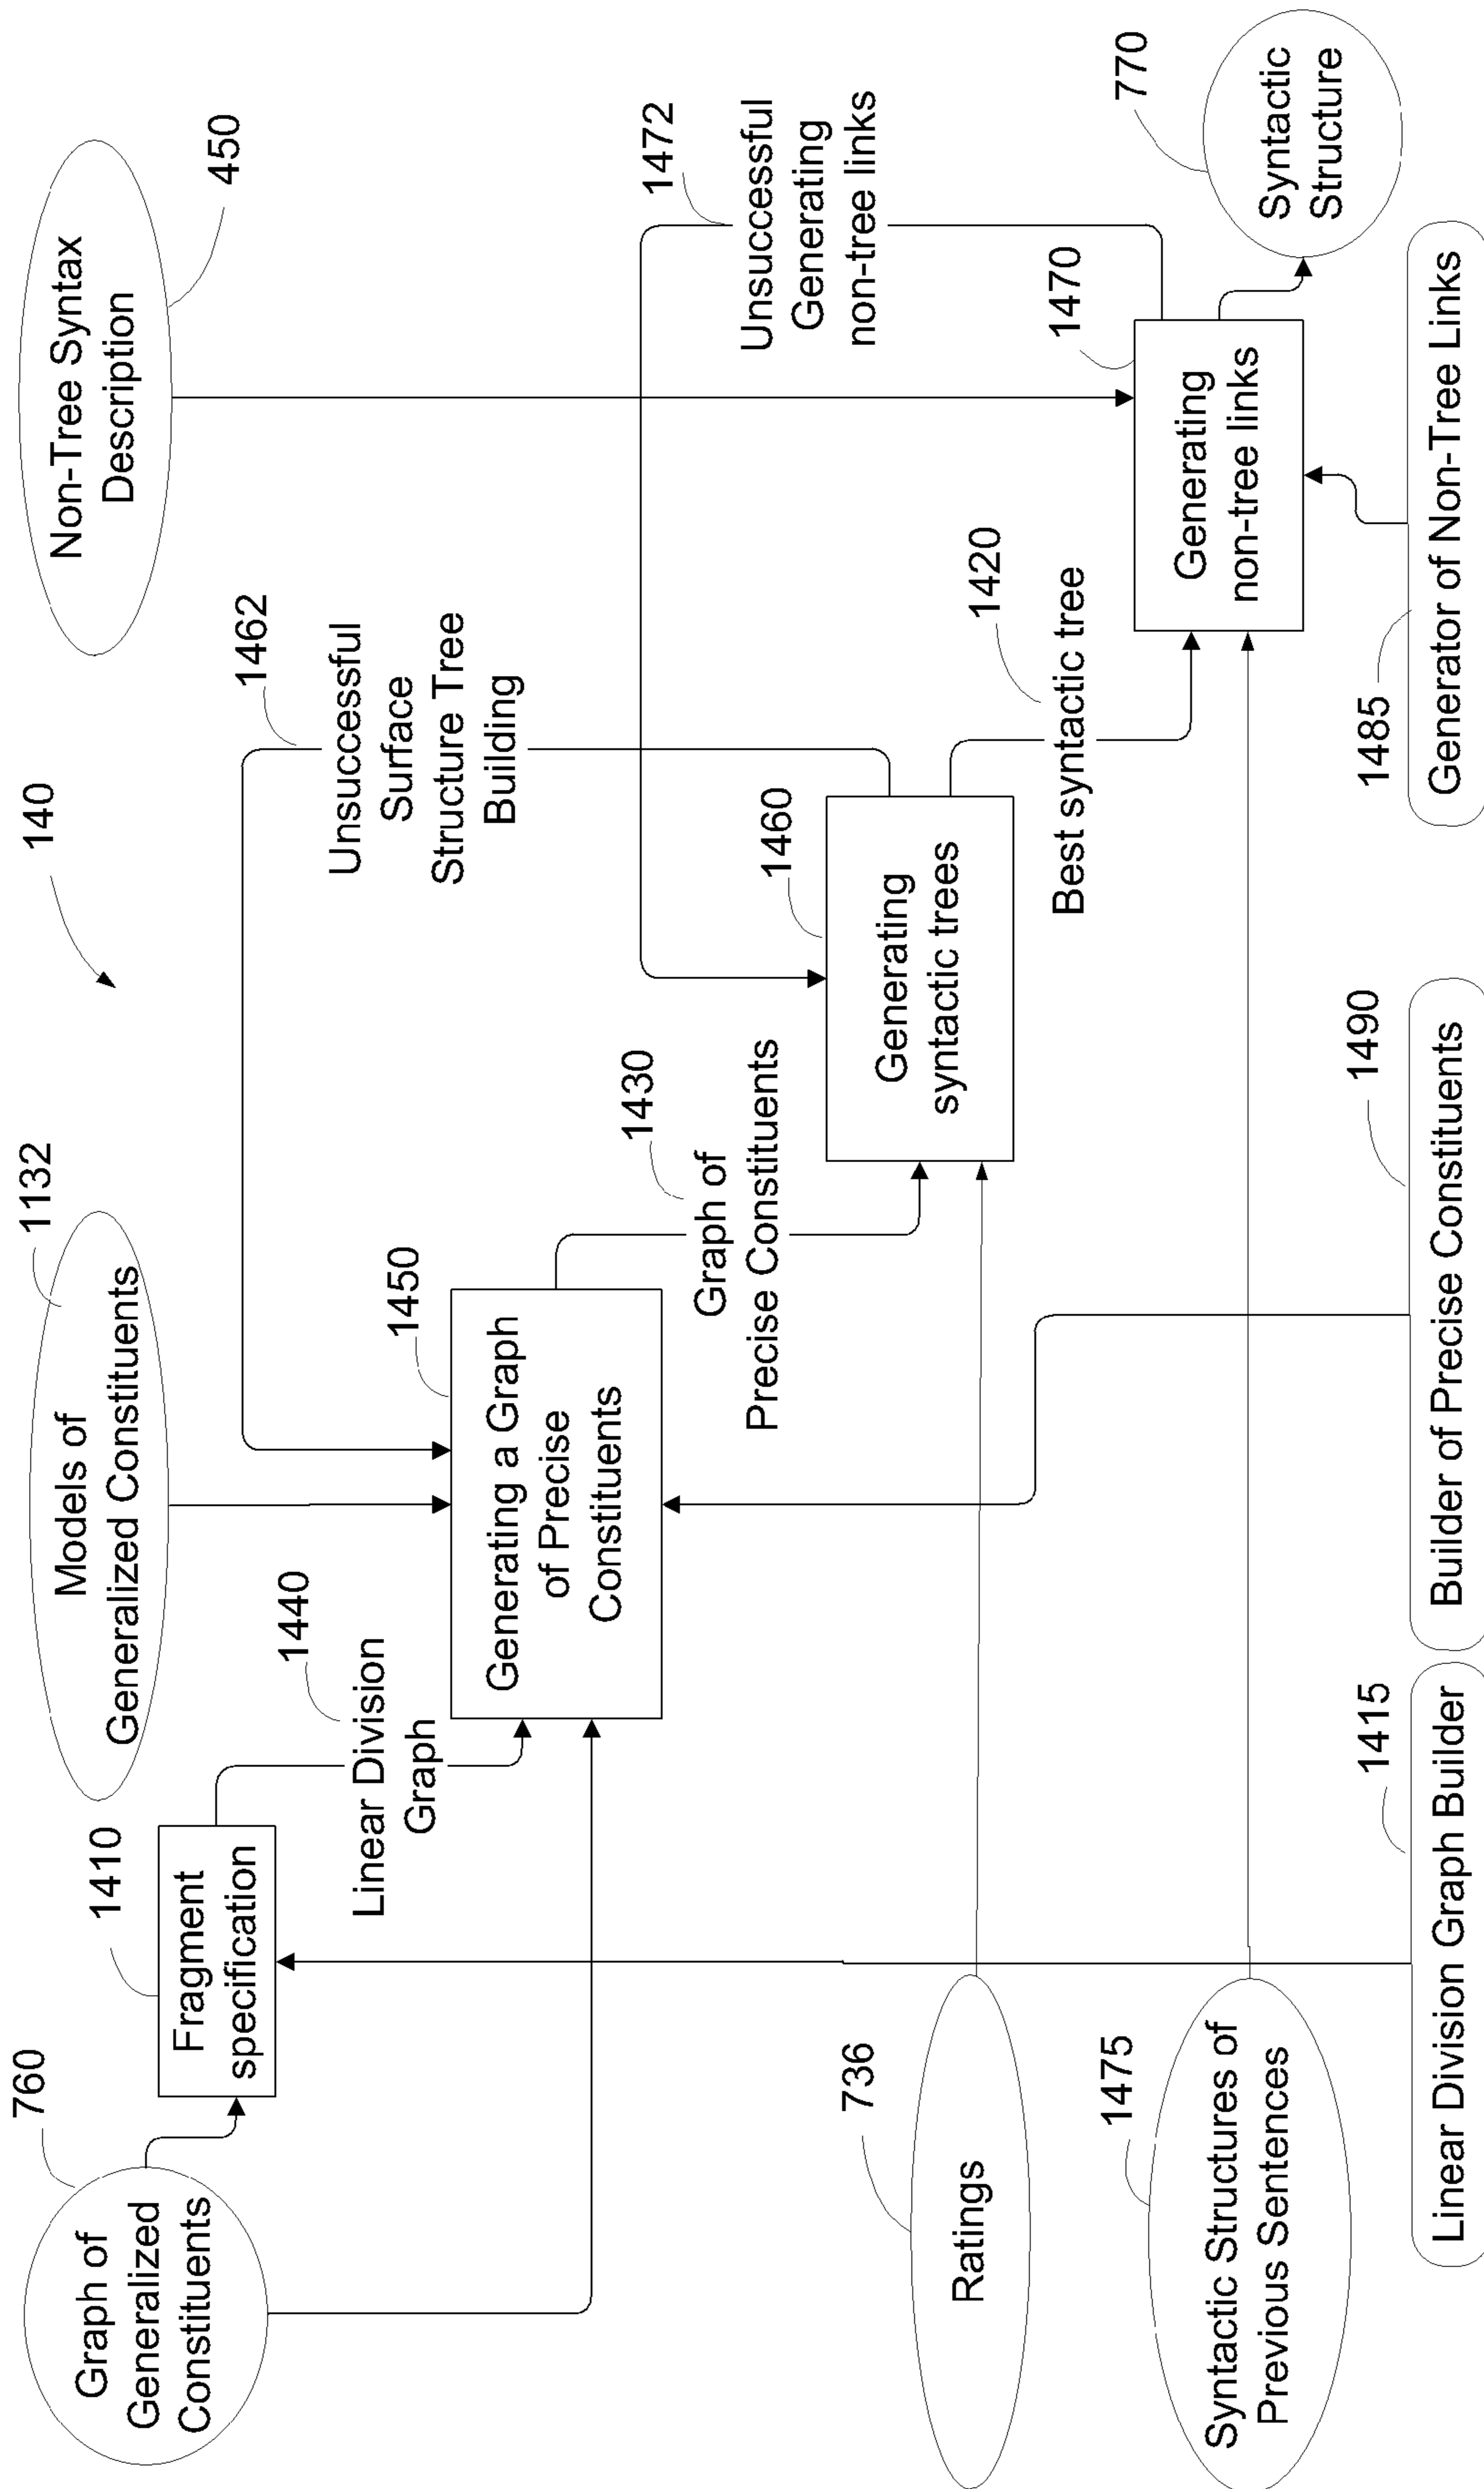 140
760
Graph of
Generalized
Constituents
1410
Fragment
specification
1440
Linear Division
Graph
1132
Models of
Generalized Constituents
1450
Generating a Graph
of Precise
Constituents
1462
Unsuccessful
Surface
Structure Tree
Building
450
Non-Tree Syntax
Description
1430
Graph of
Precise Constituents
1460
Generating
syntactic trees
1472
Unsuccessful
Generating
non-tree links
736
Ratings
1420
Best syntactic tree
1470
Generating
non-tree links
770
Syntactic
Structure
1475
Syntactic Structures of
Previous Sentences
1415
Linear Division Graph Builder
1490
Builder of Precise Constituents
1485
Generator of Non-Tree Links